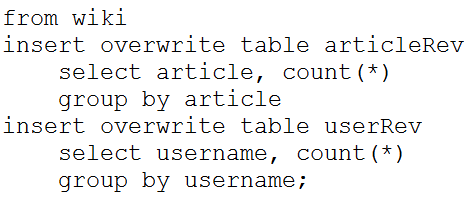 from wiki
insert overwrite table articleRev
    select article, count(*)
    group by article
insert overwrite table userRev
    select username, count(*)
    group by username;